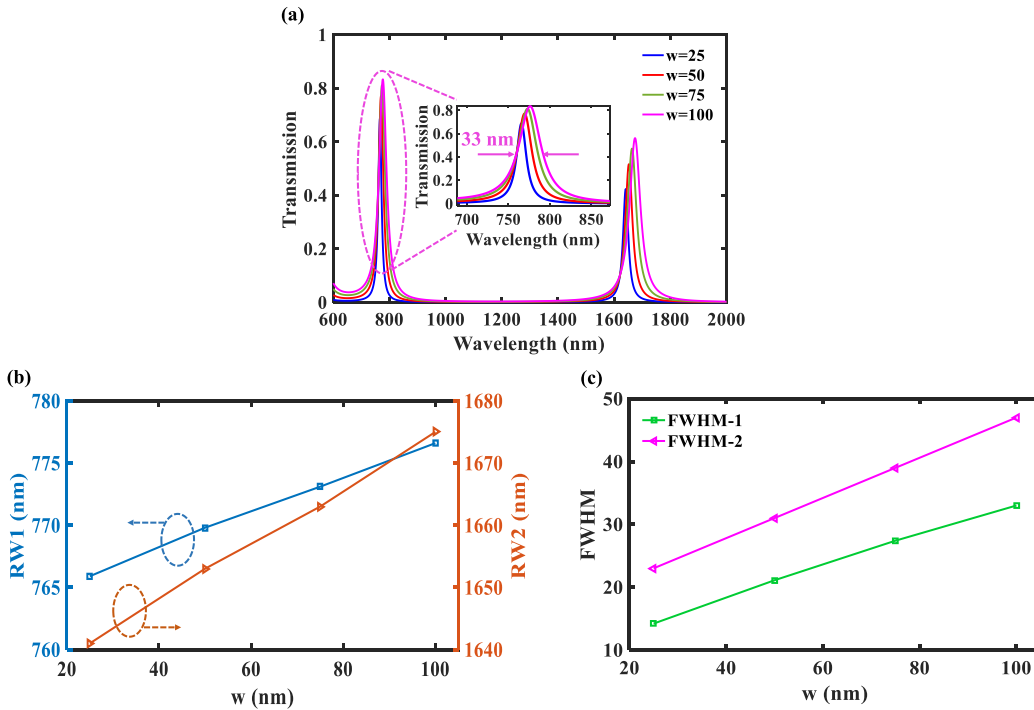 (a)
1
0.8
0.6
0.4
0.2
0
Transmission
600
800
1000
1200
1400
1600
1800
2000
Wavelength (nm)
w=25
w=50
w=75
w=100
0.8
0.6
0.4
0.2
0
Transmission
33 nm
700
750
800
850
Wavelength (nm)
(b)
780
775
770
765
760
RW1 (nm)
1680
1670
1660
1650
1640
RW2 (nm)
20
40
60
80
100
w (nm)
(c)
50
40
30
20
10
FWHM
FWHM-1
FWHM-2
20
40
60
80
100
w (nm)